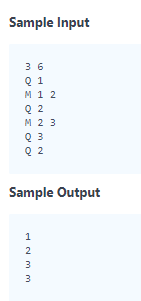 Sample Input
3 6
Q 1
M 1 2
Q 2
M 2 3
Q 3
Q 2
Sample Output
1
2
3
3